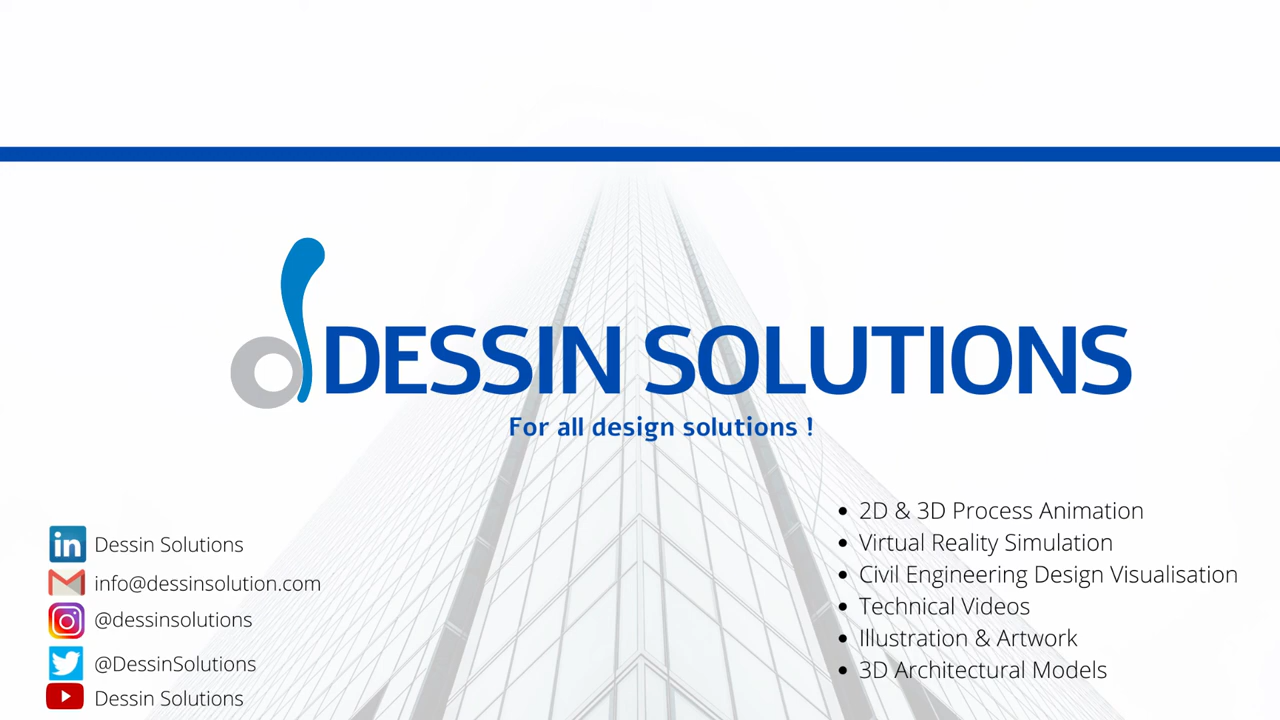 DESSIN SOLUTIONS
For all design solutions !
Dessin Solutions
info@dessinsolution.com
@dessinsolutions
@DessinSolutions
Dessin Solutions
• 2D & 3D Process Animation
• Virtual Reality Simulation
• Civil Engineering Design Visualisation
• Technical Videos
• Illustration & Artwork
• 3D Architectural Models